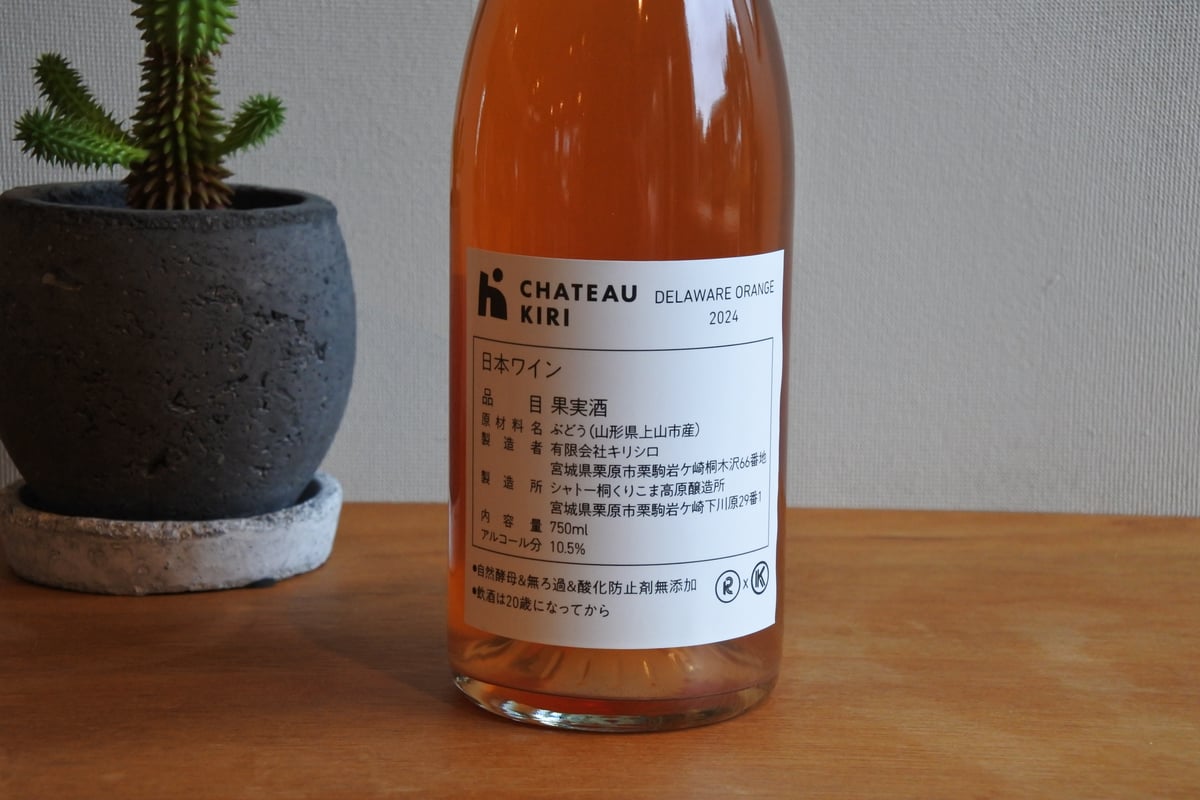 CHATEAU
KIRI
DELAWARE ORANGE
2024
日本ワイン
品目 果実酒
原材料名 ぶどう(山形県上山市産)
製造者 有限会社キリシロ
宮城県栗原市栗駒岩ケ崎桐木沢66番地
製造所 シャトー桐くりこま高原醸造所
宮城県栗原市栗駒岩ケ崎下川原29番1
内容量 750ml
アルコール分 10.5%
•自然酵母&無ろ過&酸化防止剤無添加
•飲酒は20歳になってから
R x K